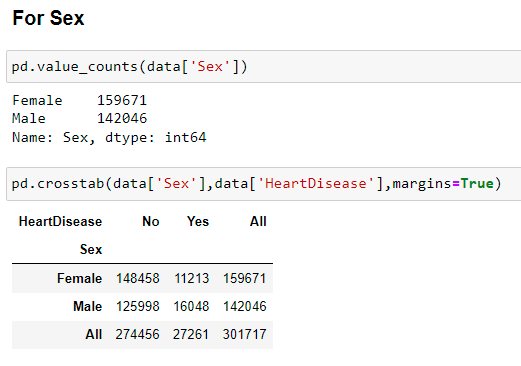 For Sex
pd.value_counts(data['Sex'])
Female 159671
Male 142046
Name: Sex, dtype: int64
pd.crosstab(data['Sex'],data['HeartDisease'],margins=True)
HeartDisease No Yes All
Sex
Female 148458 11213 159671
Male 125998 16048 142046
All 274456 27261 301717